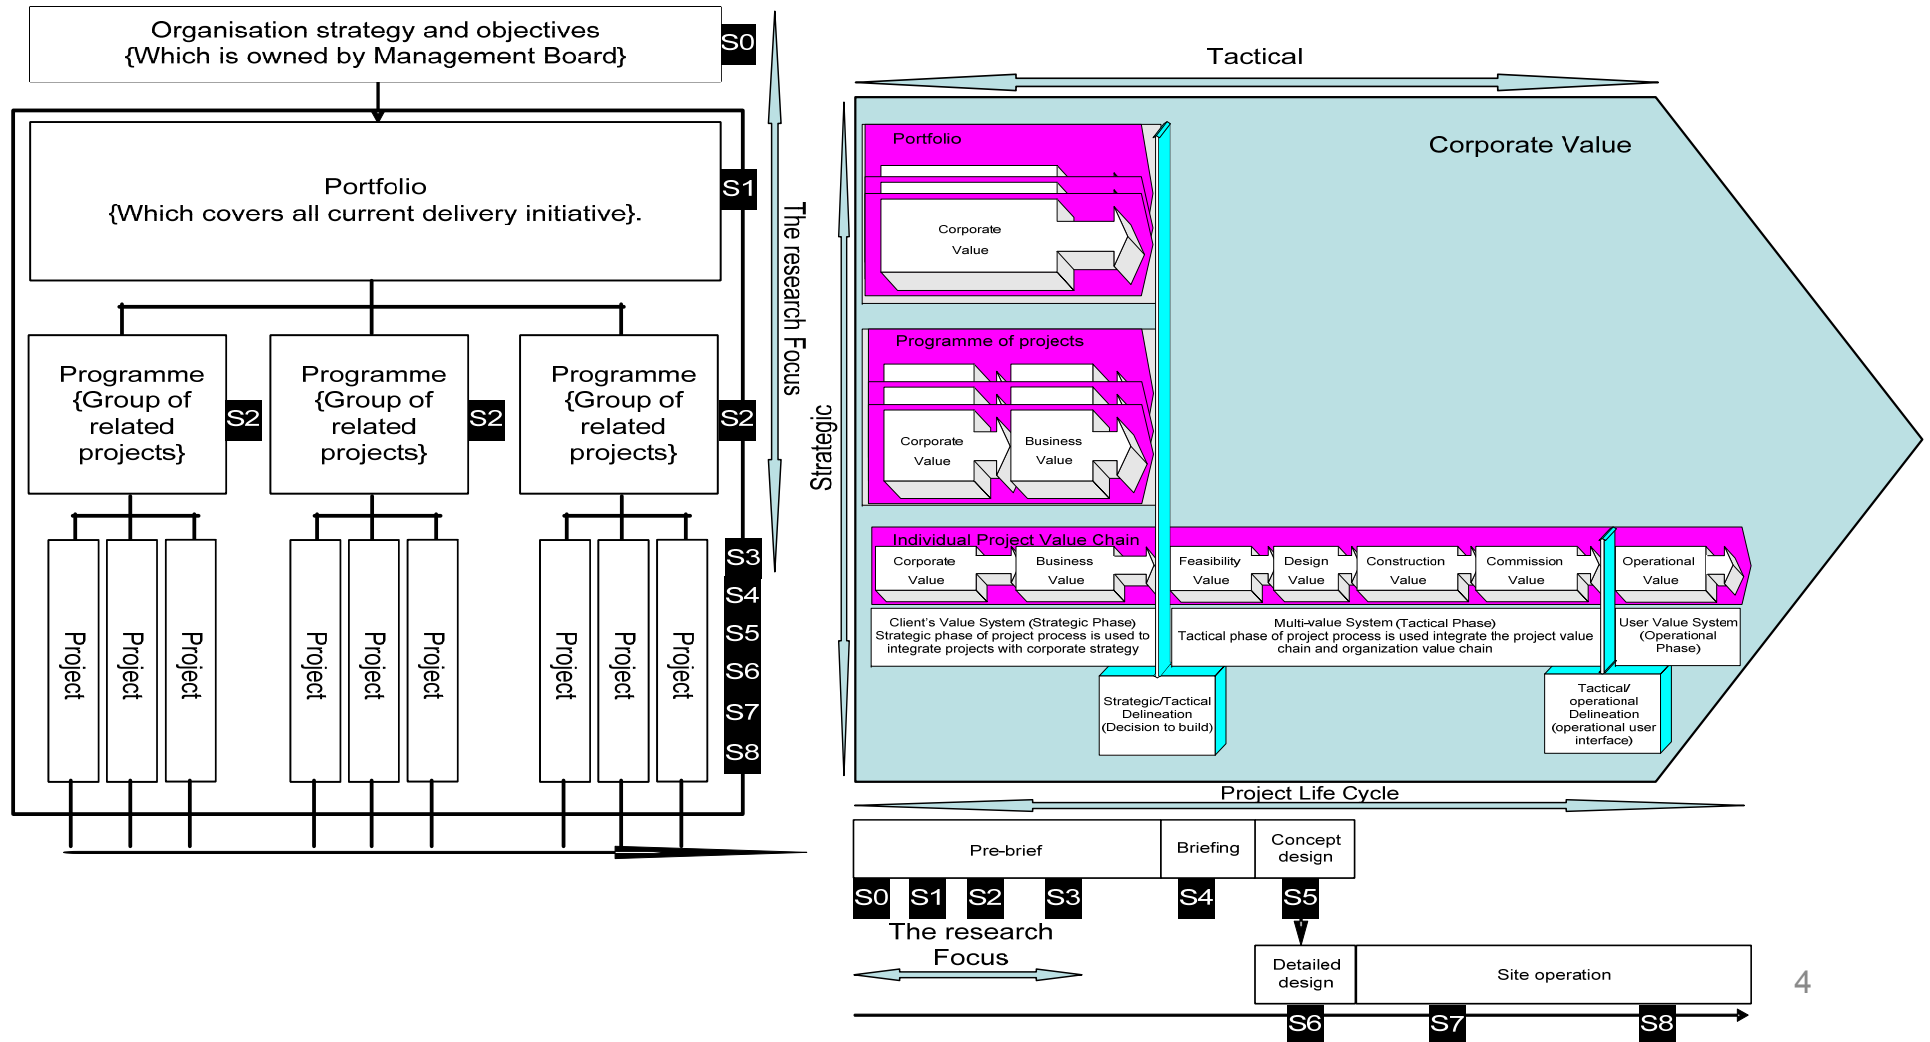 Organisation strategy and objectives
{Which is owned by Management Board}
S0
Portfolio
{Which covers all current delivery initiative}.
S1
Programme
{Group of
related
projects}
S2
Programme
{Group of
related
projects}
S2
Programme
{Group of
related
projects}
S2
Project
Project
Project
Project
Project
Project
Project
Project
Project
S3
S4
S5
S6
S7
S8
The research Focus
Tactical
Strategic
Corporate Value
Portfolio
Corporate
Value
Programme of projects
Corporate
Value
Business
Value
Individual Project Value Chain
Corporate
Value
Business
Value
Feasibility
Value
Design
Value
Construction
Value
Commission
Value
Operational
Value
Client's Value System (Strategic Phase)
Strategic phase of project process is used to
integrate projects with corporate strategy
Multi-value System (Tactical Phase)
Tactical phase of project process is used integrate the project value
chain and organization value chain
User Value System
(Operational
Phase)
Strategic/Tactical
Delineation
(Decision to build)
Tactical/
operational
Delineation
(operational user
interface)
Project Life Cycle
Pre-brief
Briefing
Concept
design
S0
S1
S2
S3
S4
S5
The research
Focus
Detailed
design
Site operation
S6
S7
S8
4